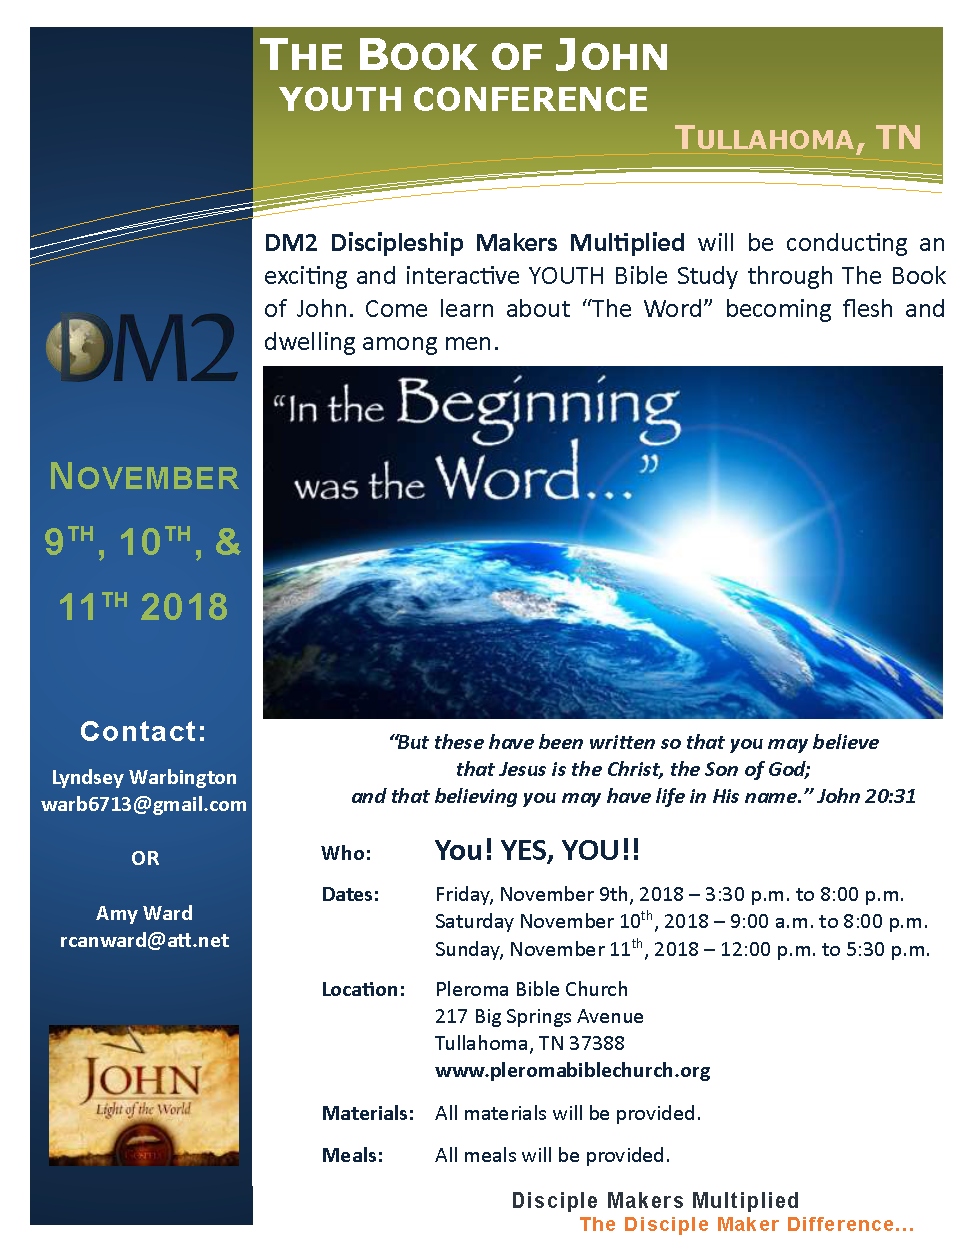 THE BOOK OF JOHN
YOUTH CONFERENCE
TULLAHOMA, TN
DM2 Discipleship Makers Multiplied will be conducting an
exciting and interactive YOUTH Bible Study through The Book
of John. Come learn about “The Word” becoming flesh and
dwelling among men.
DM2
NOVEMBER
9TH, 10TH, &
11TH 2018
Contact:
Lyndsey Warbington
warb6713@gmail.com
OR
Amy Ward
rcanward@att.net
JOHN
Light of the World
GOSPEL
“In the Beginning
was the Word...”
“But these have been written so that you may believe
that Jesus is the Christ, the Son of God;
and that believing you may have life in His name.” John 20:31
Who: You! YES, YOU!!
Dates: Friday, November 9th, 2018 – 3:30 p.m. to 8:00 p.m.
Saturday November 10th, 2018 – 9:00 a.m. to 8:00 p.m.
Sunday, November 11th, 2018 – 12:00 p.m. to 5:30 p.m.
Location: Pleroma Bible Church
217 Big Springs Avenue
Tullahoma, TN 37388
www.pleromabiblechurch.org
Materials: All materials will be provided.
Meals: All meals will be provided.
Disciple Makers Multiplied
The Disciple Maker Difference...